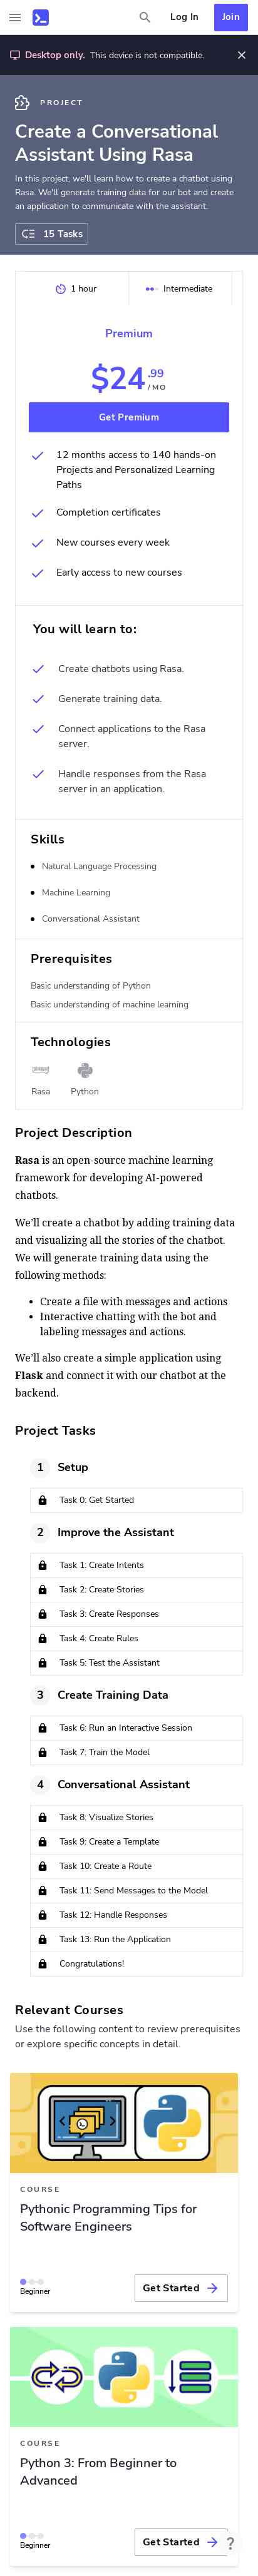 Log In
Join
Desktop only. This device is not compatible.
PROJECT
Create a Conversational
Assistant Using Rasa
In this project, we'll learn how to create a chatbot using
Rasa. We'll generate training data for our bot and create
an application to communicate with the assistant.
15 Tasks
1 hour
Intermediate
Premium
$24.99
/ MO
Get Premium
12 months access to 140 hands-on
Projects and Personalized Learning
Paths
Completion certificates
New courses every week
Early access to new courses
You will learn to:
Create chatbots using Rasa.
Generate training data.
Connect applications to the Rasa
server.
Handle responses from the Rasa
server in an application.
Skills
Natural Language Processing
Machine Learning
Conversational Assistant
Prerequisites
Basic understanding of Python
Basic understanding of machine learning
Technologies
Rasa
Python
Project Description
Rasa is an open-source machine learning
framework for developing AI-powered
chatbots.
We'll create a chatbot by adding training data
and visualizing all the stories of the chatbot.
We will generate training data using the
following methods:
Create a file with messages and actions
Interactive chatting with the bot and
labeling messages and actions.
We'll also create a simple application using
Flask and connect it with our chatbot at the
backend.
Project Tasks
1 Setup
Task 0: Get Started
2 Improve the Assistant
Task 1: Create Intents
Task 2: Create Stories
Task 3: Create Responses
Task 4: Create Rules
Task 5: Test the Assistant
3 Create Training Data
Task 6: Run an Interactive Session
Task 7: Train the Model
4 Conversational Assistant
Task 8: Visualize Stories
Task 9: Create a Template
Task 10: Create a Route
Task 11: Send Messages to the Model
Task 12: Handle Responses
Task 13: Run the Application
Congratulations!
Relevant Courses
Use the following content to review prerequisites
or explore specific concepts in detail.
COURSE
Pythonic Programming Tips for
Software Engineers
Beginner
Get Started
COURSE
Python 3: From Beginner to
Advanced
Beginner
Get Started
?